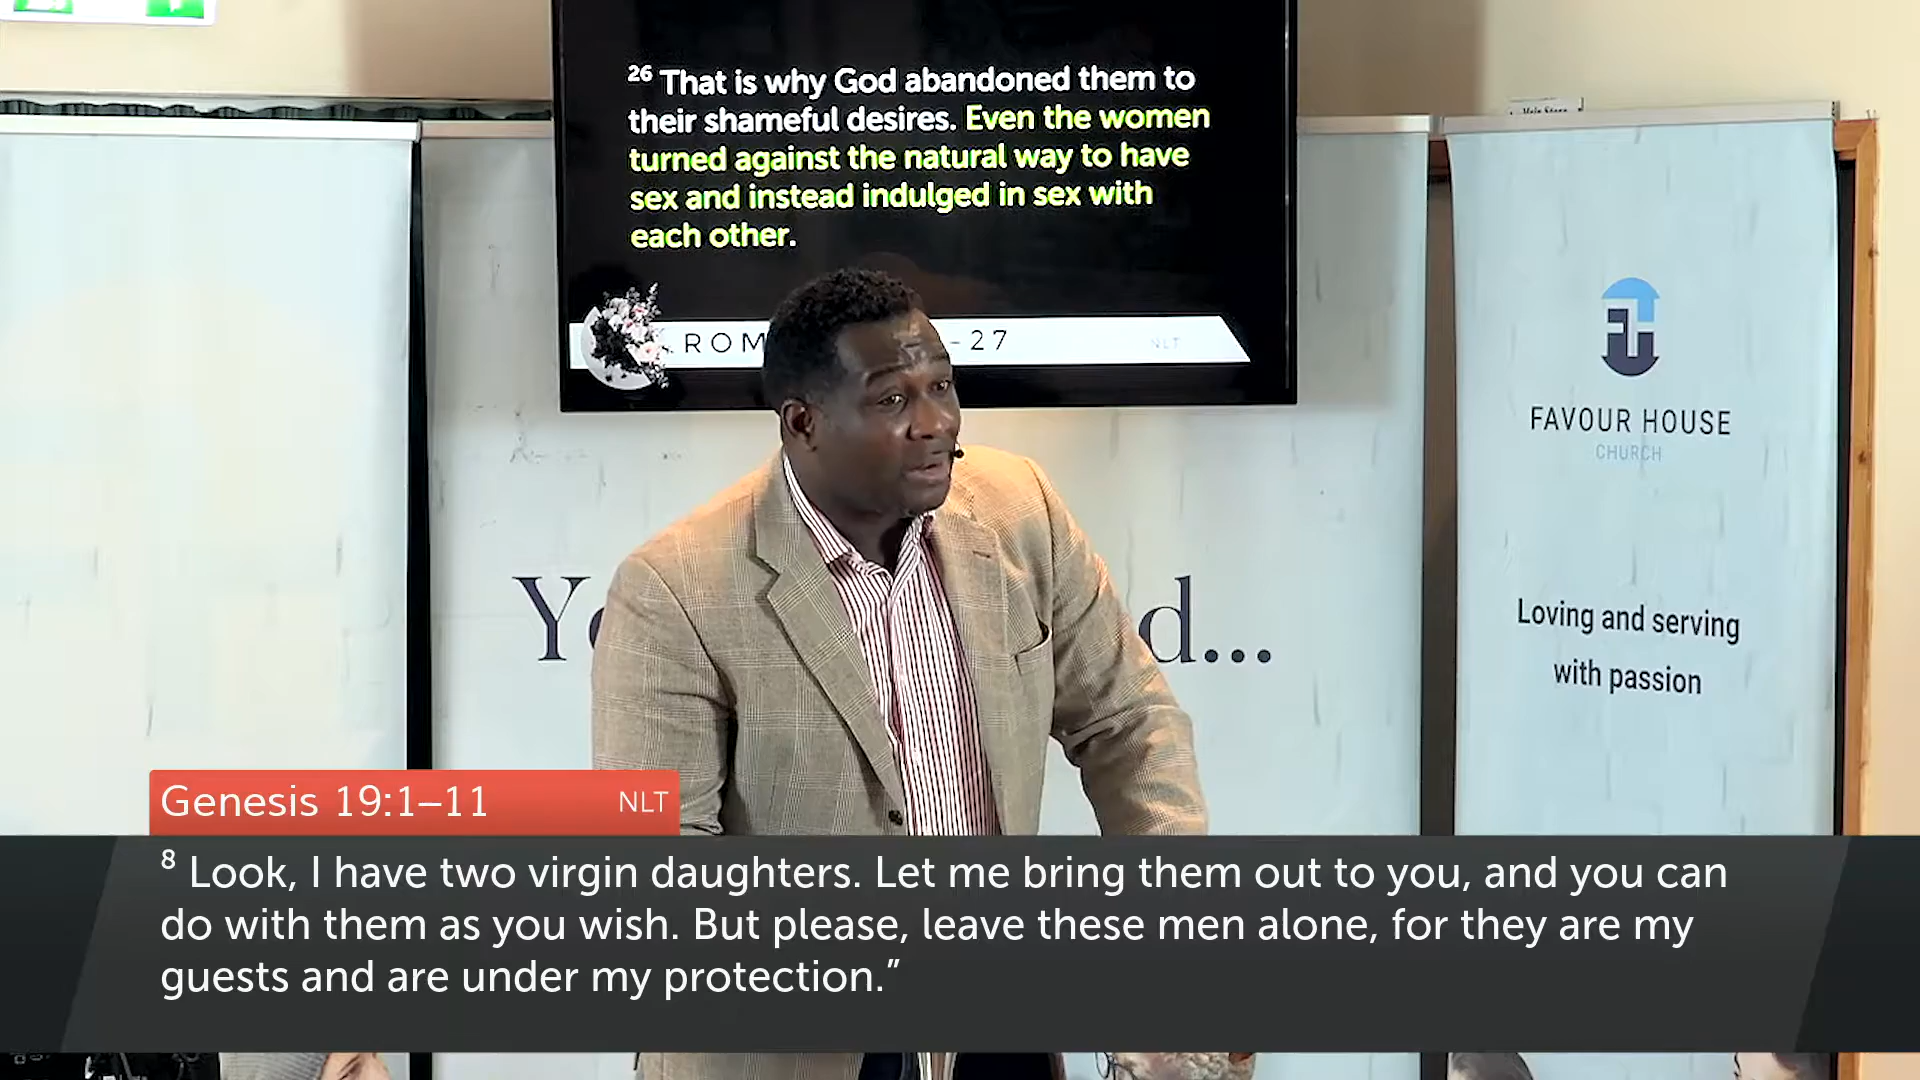 26 That is why God abandoned them to
their shameful desires. Even the women
turned against the natural way to have
sex and instead indulged in sex with
each other.
ROM -27 NLT
FAVOUR HOUSE
CHURCH
Loving and serving
with passion
d...
Genesis 19:1–11 NLT
8 Look, I have two virgin daughters. Let me bring them out to you, and you can
do with them as you wish. But please, leave these men alone, for they are my
guests and are under my protection.”